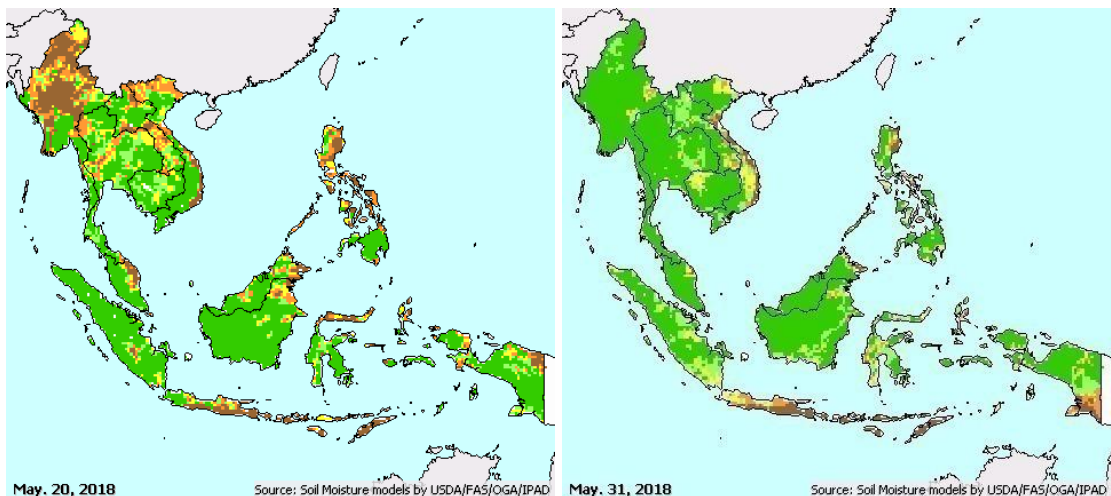 May. 20, 2018
Source: Soil Moisture models by USDA/FAS/OGA/IPAD
May. 31, 2018
Source: Soil Moisture models by USDA/FAS/OGA/IPAD